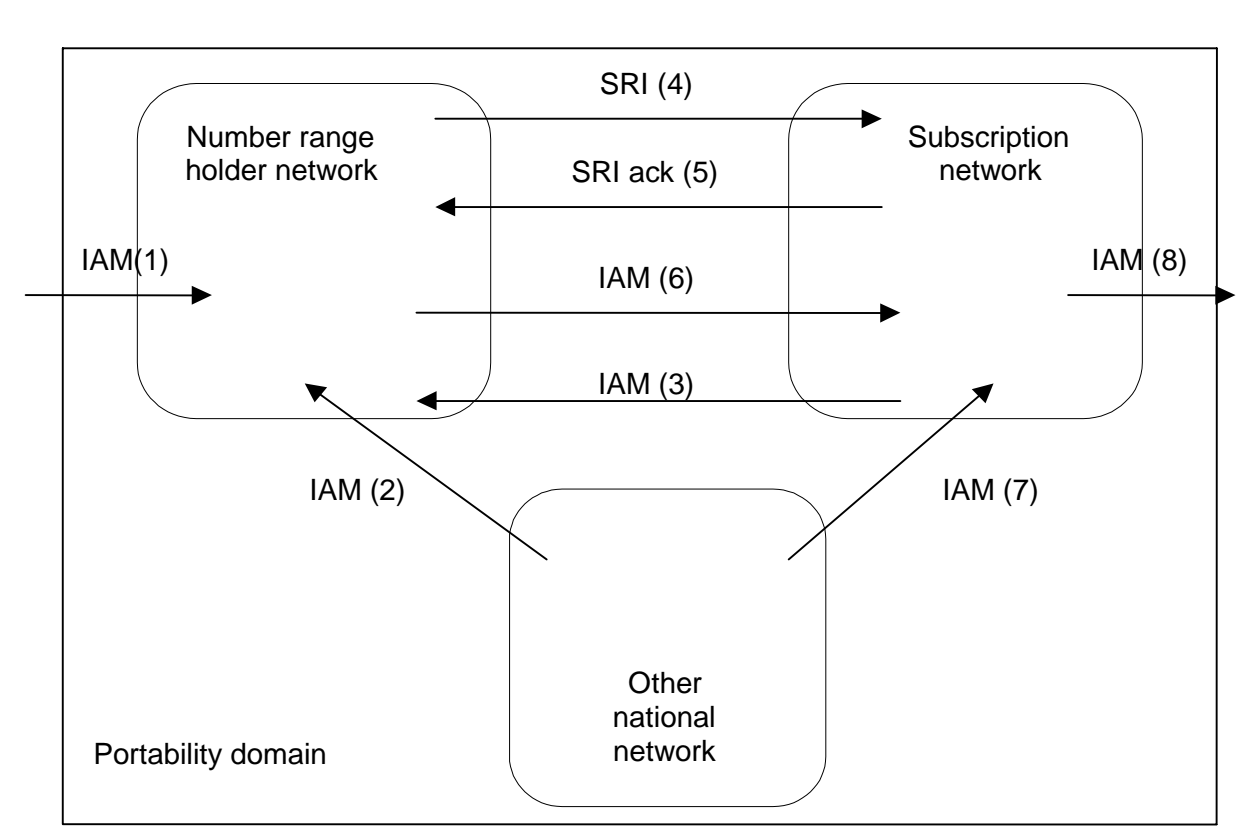 SRI (4)
Number range
holder network
Subscription
network
SRI ack (5)
IAM(1)
IAM (6)
IAM (8)
IAM (3)
IAM (2)
IAM (7)
Other
national
network
Portability domain